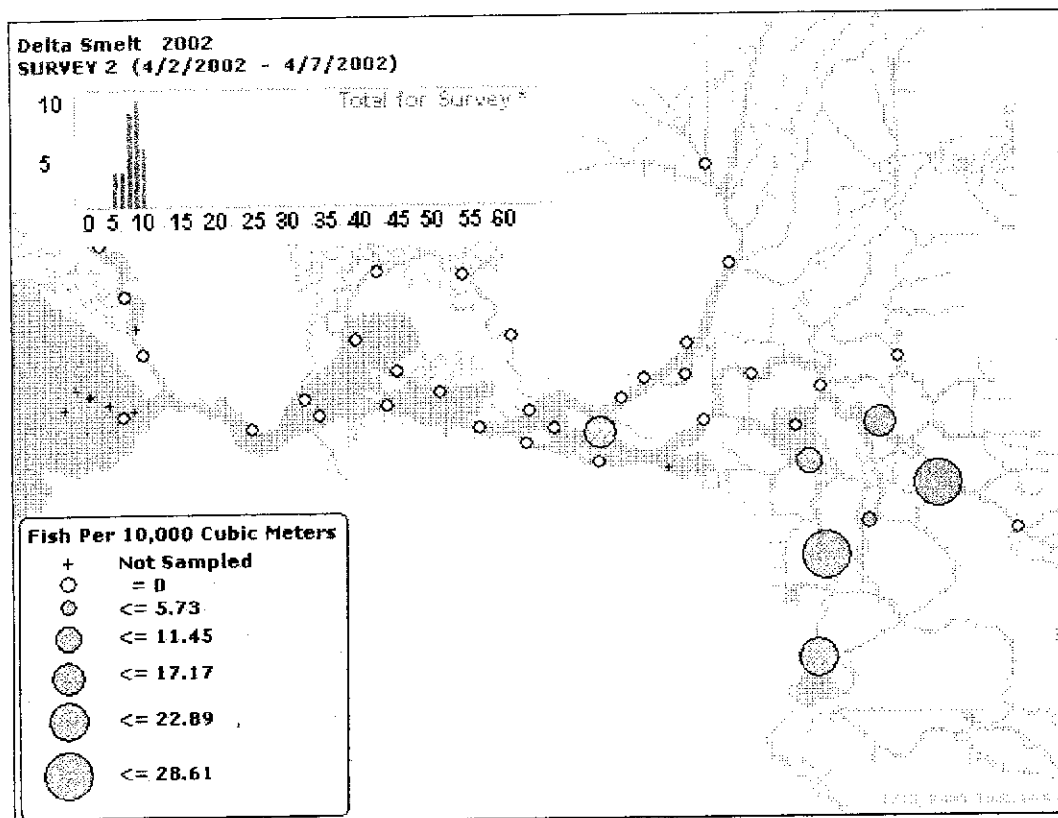 Delta Smelt 2002
SURVEY 2 (4/2/2002 - 4/7/2002)
Total for Survey *
10
5
0 5 10 15 20 25 30 35 40 45 50 55 60
Fish Per 10,000 Cubic Meters
+ Not Sampled
= 0
<= 5.73
<= 11.45
<= 17.17
<= 22.89
<= 28.61